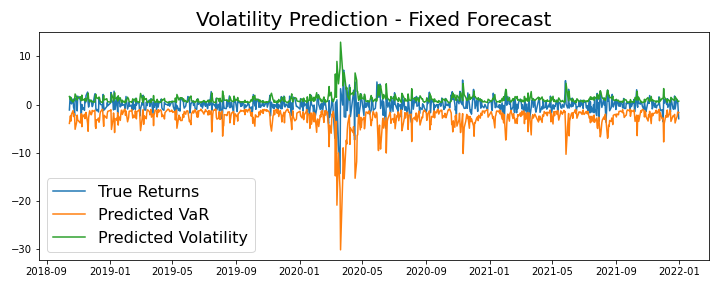 Volatility Prediction - Fixed Forecast
10
0
−10
−20
−30
True Returns
Predicted VaR
Predicted Volatility
2018-09 2019-01 2019-05 2019-09 2020-01 2020-05 2020-09 2021-01 2021-05 2021-09 2022-01